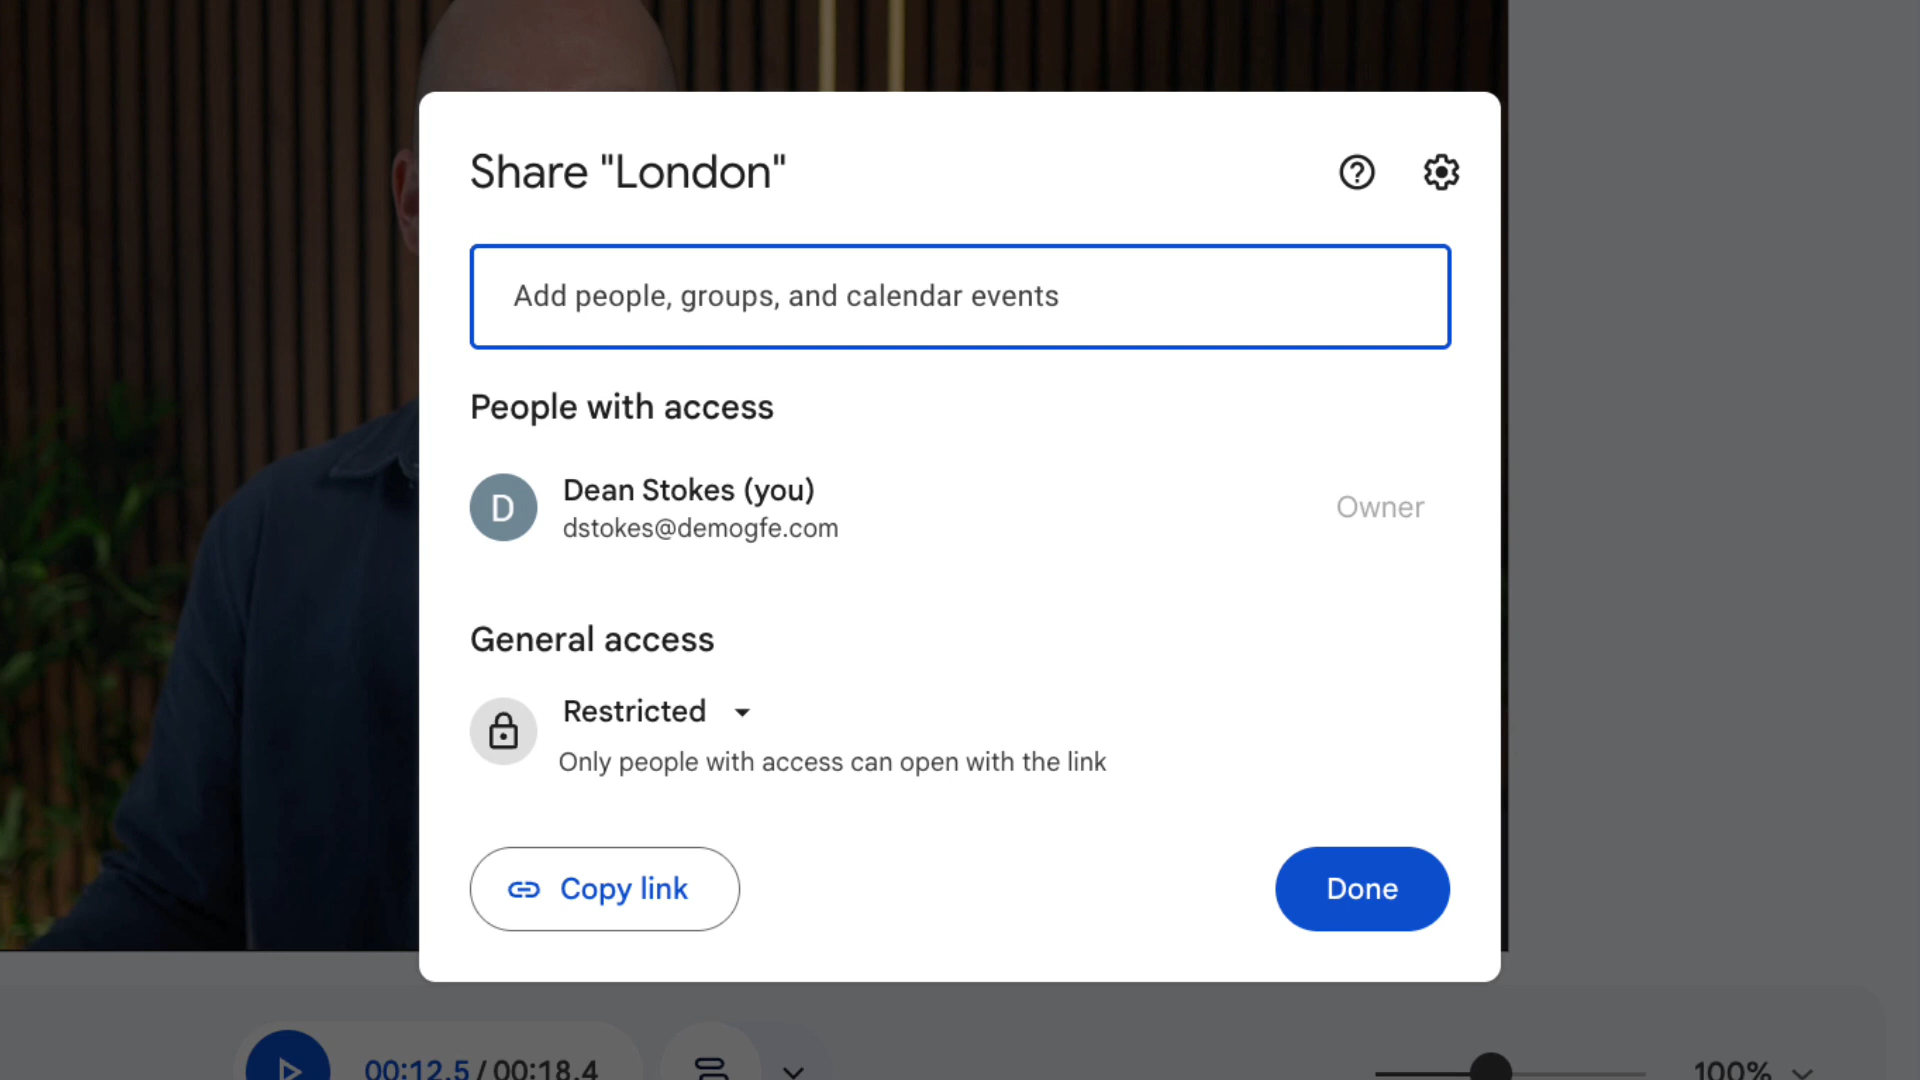 Share "London"
Add people, groups, and calendar events
People with access
D
Dean Stokes (you)
dstokes@demogfe.com
Owner
General access
Restricted
Only people with access can open with the link
Copy link
Done
00:12.5 / 00:18.4
100%